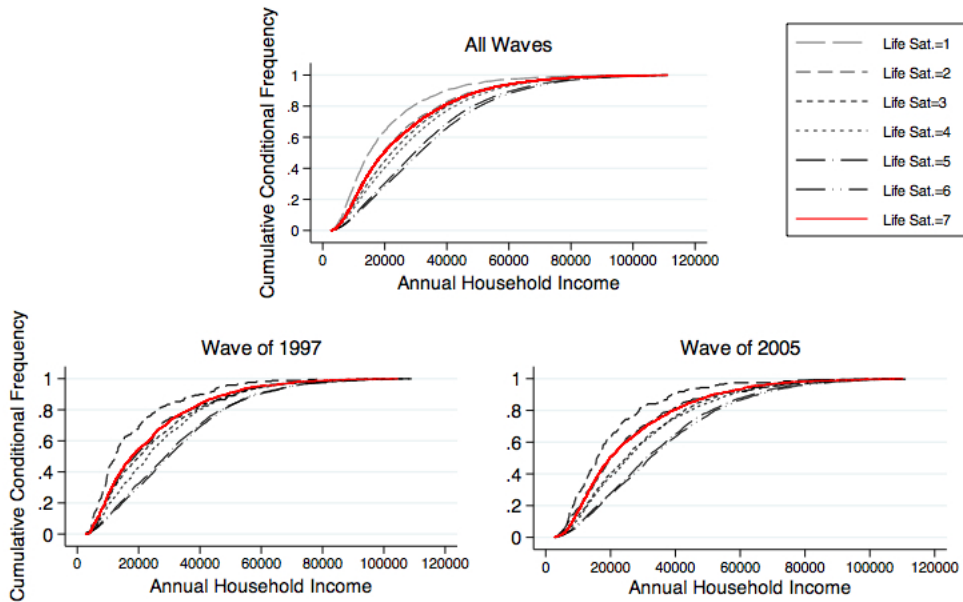 All Waves
Cumulative Conditional Frequency
1
.8
.6
.4
.2
0
0 20000 40000 60000 80000 100000 120000
Annual Household Income
Life Sat.=1
Life Sat.=2
Life Sat=3
Life Sat.=4
Life Sat.=5
Life Sat.=6
Life Sat.=7
Wave of 1997
Cumulative Conditional Frequency
1
.8
.6
.4
.2
0
0 20000 40000 60000 80000 100000 120000
Annual Household Income
Wave of 2005
1
.8
.6
.4
.2
0
0 20000 40000 60000 80000 100000 120000
Annual Household Income